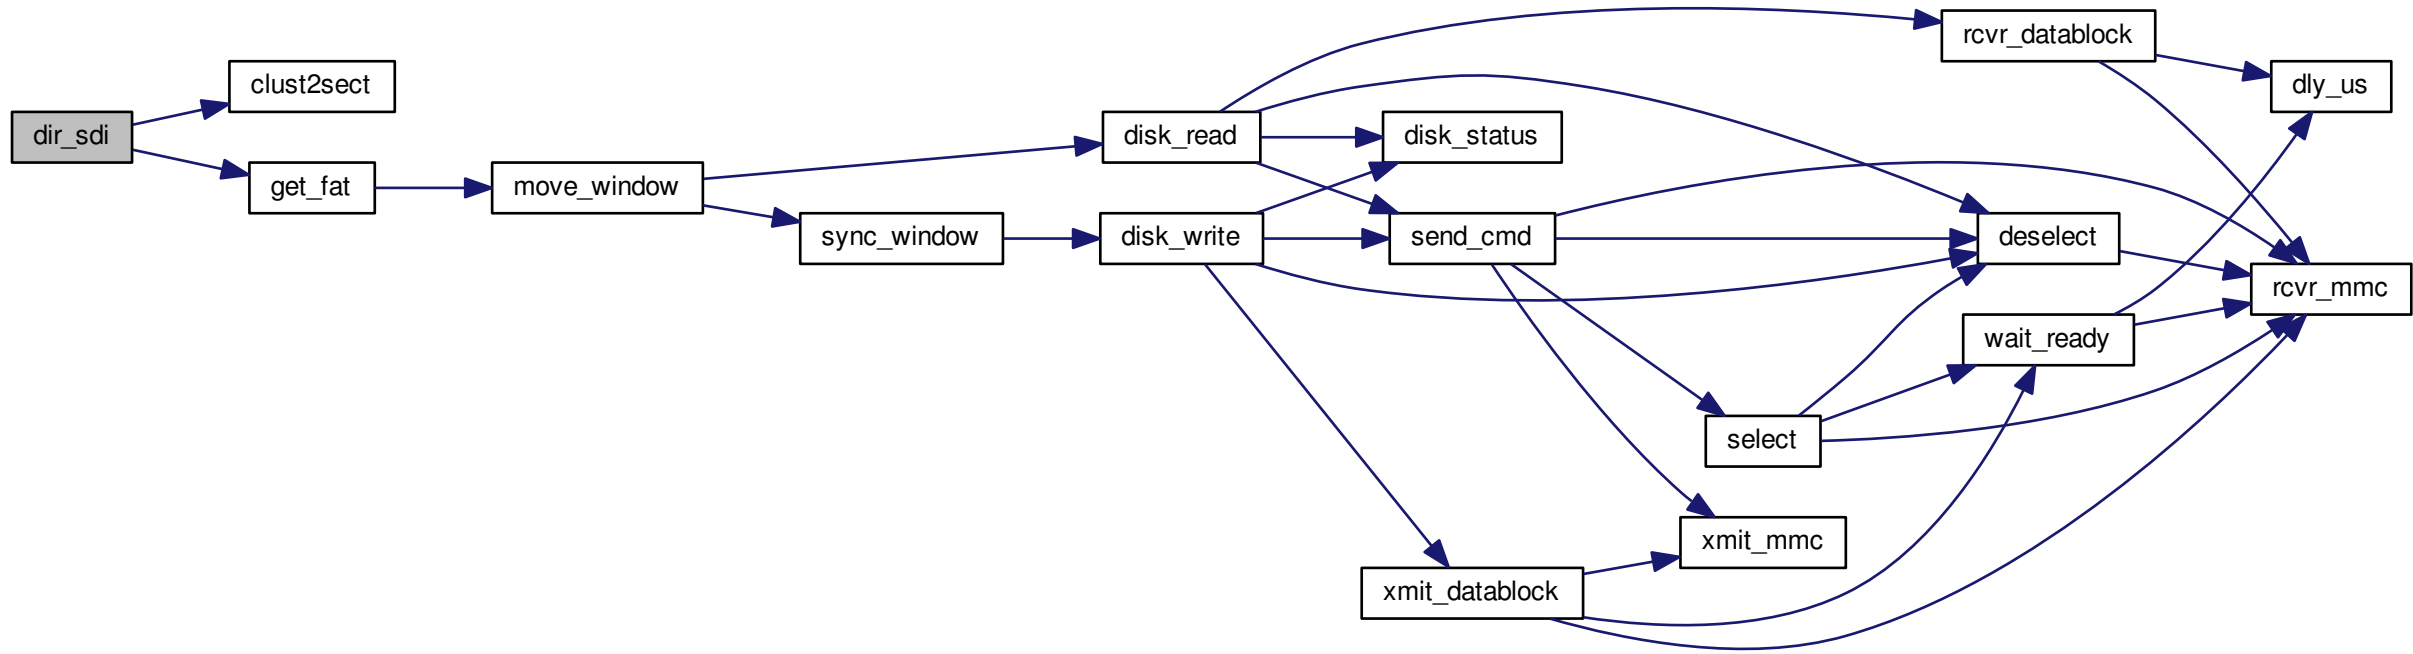 dir_sdi
clust2sect
get_fat
move_window
sync_window
disk_read
disk_write
disk_status
send_cmd
xmit_datablock
select
xmit_mmc
rcvr_datablock
deselect
wait_ready
dly_us
rcvr_mmc